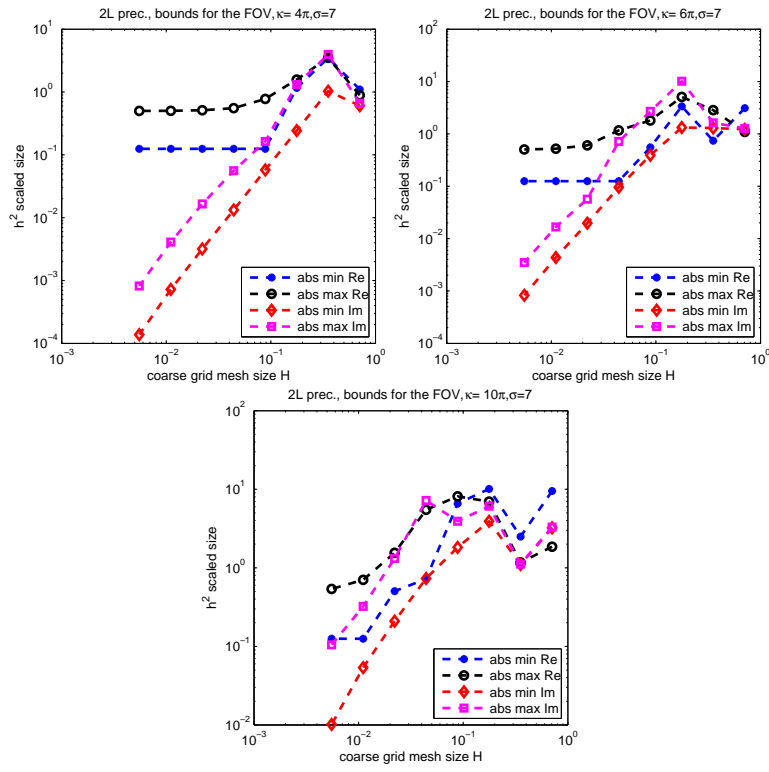 2L prec., bounds for the FOV,κ= 4π,σ=7
10^1
10^0
10^-1
10^-2
10^-3
10^-4
h^2 scaled size
abs min Re
abs max Re
abs min Im
abs max Im
10^-3
10^-2
10^-1
10^0
coarse grid mesh size H
2L prec., bounds for the FOV,κ= 6π,σ=7
10^2
10^1
10^0
10^-1
10^-2
10^-3
10^-4
h^2 scaled size
abs min Re
abs max Re
abs min Im
abs max Im
10^-3
10^-2
10^-1
10^0
coarse grid mesh size H
2L prec., bounds for the FOV,κ= 10π,σ=7
10^2
10^1
10^0
10^-1
10^-2
h^2 scaled size
abs min Re
abs max Re
abs min Im
abs max Im
10^-3
10^-2
10^-1
10^0
coarse grid mesh size H